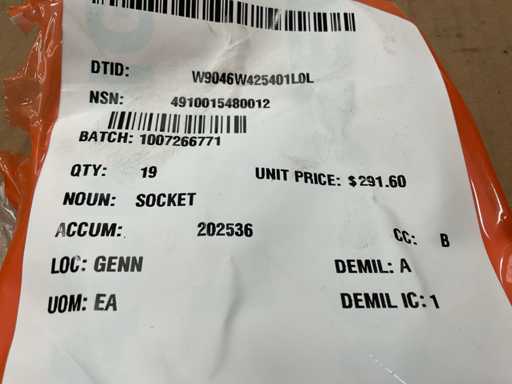 DTID: W9046W425401L0L
NSN: 4910015480012
BATCH: 1007266771
QTY: 19 UNIT PRICE: $291.60
NOUN: SOCKET
ACCUM: 202536 CC: B
LOC: GENN DEMIL: A
UOM: EA DEMIL IC: 1